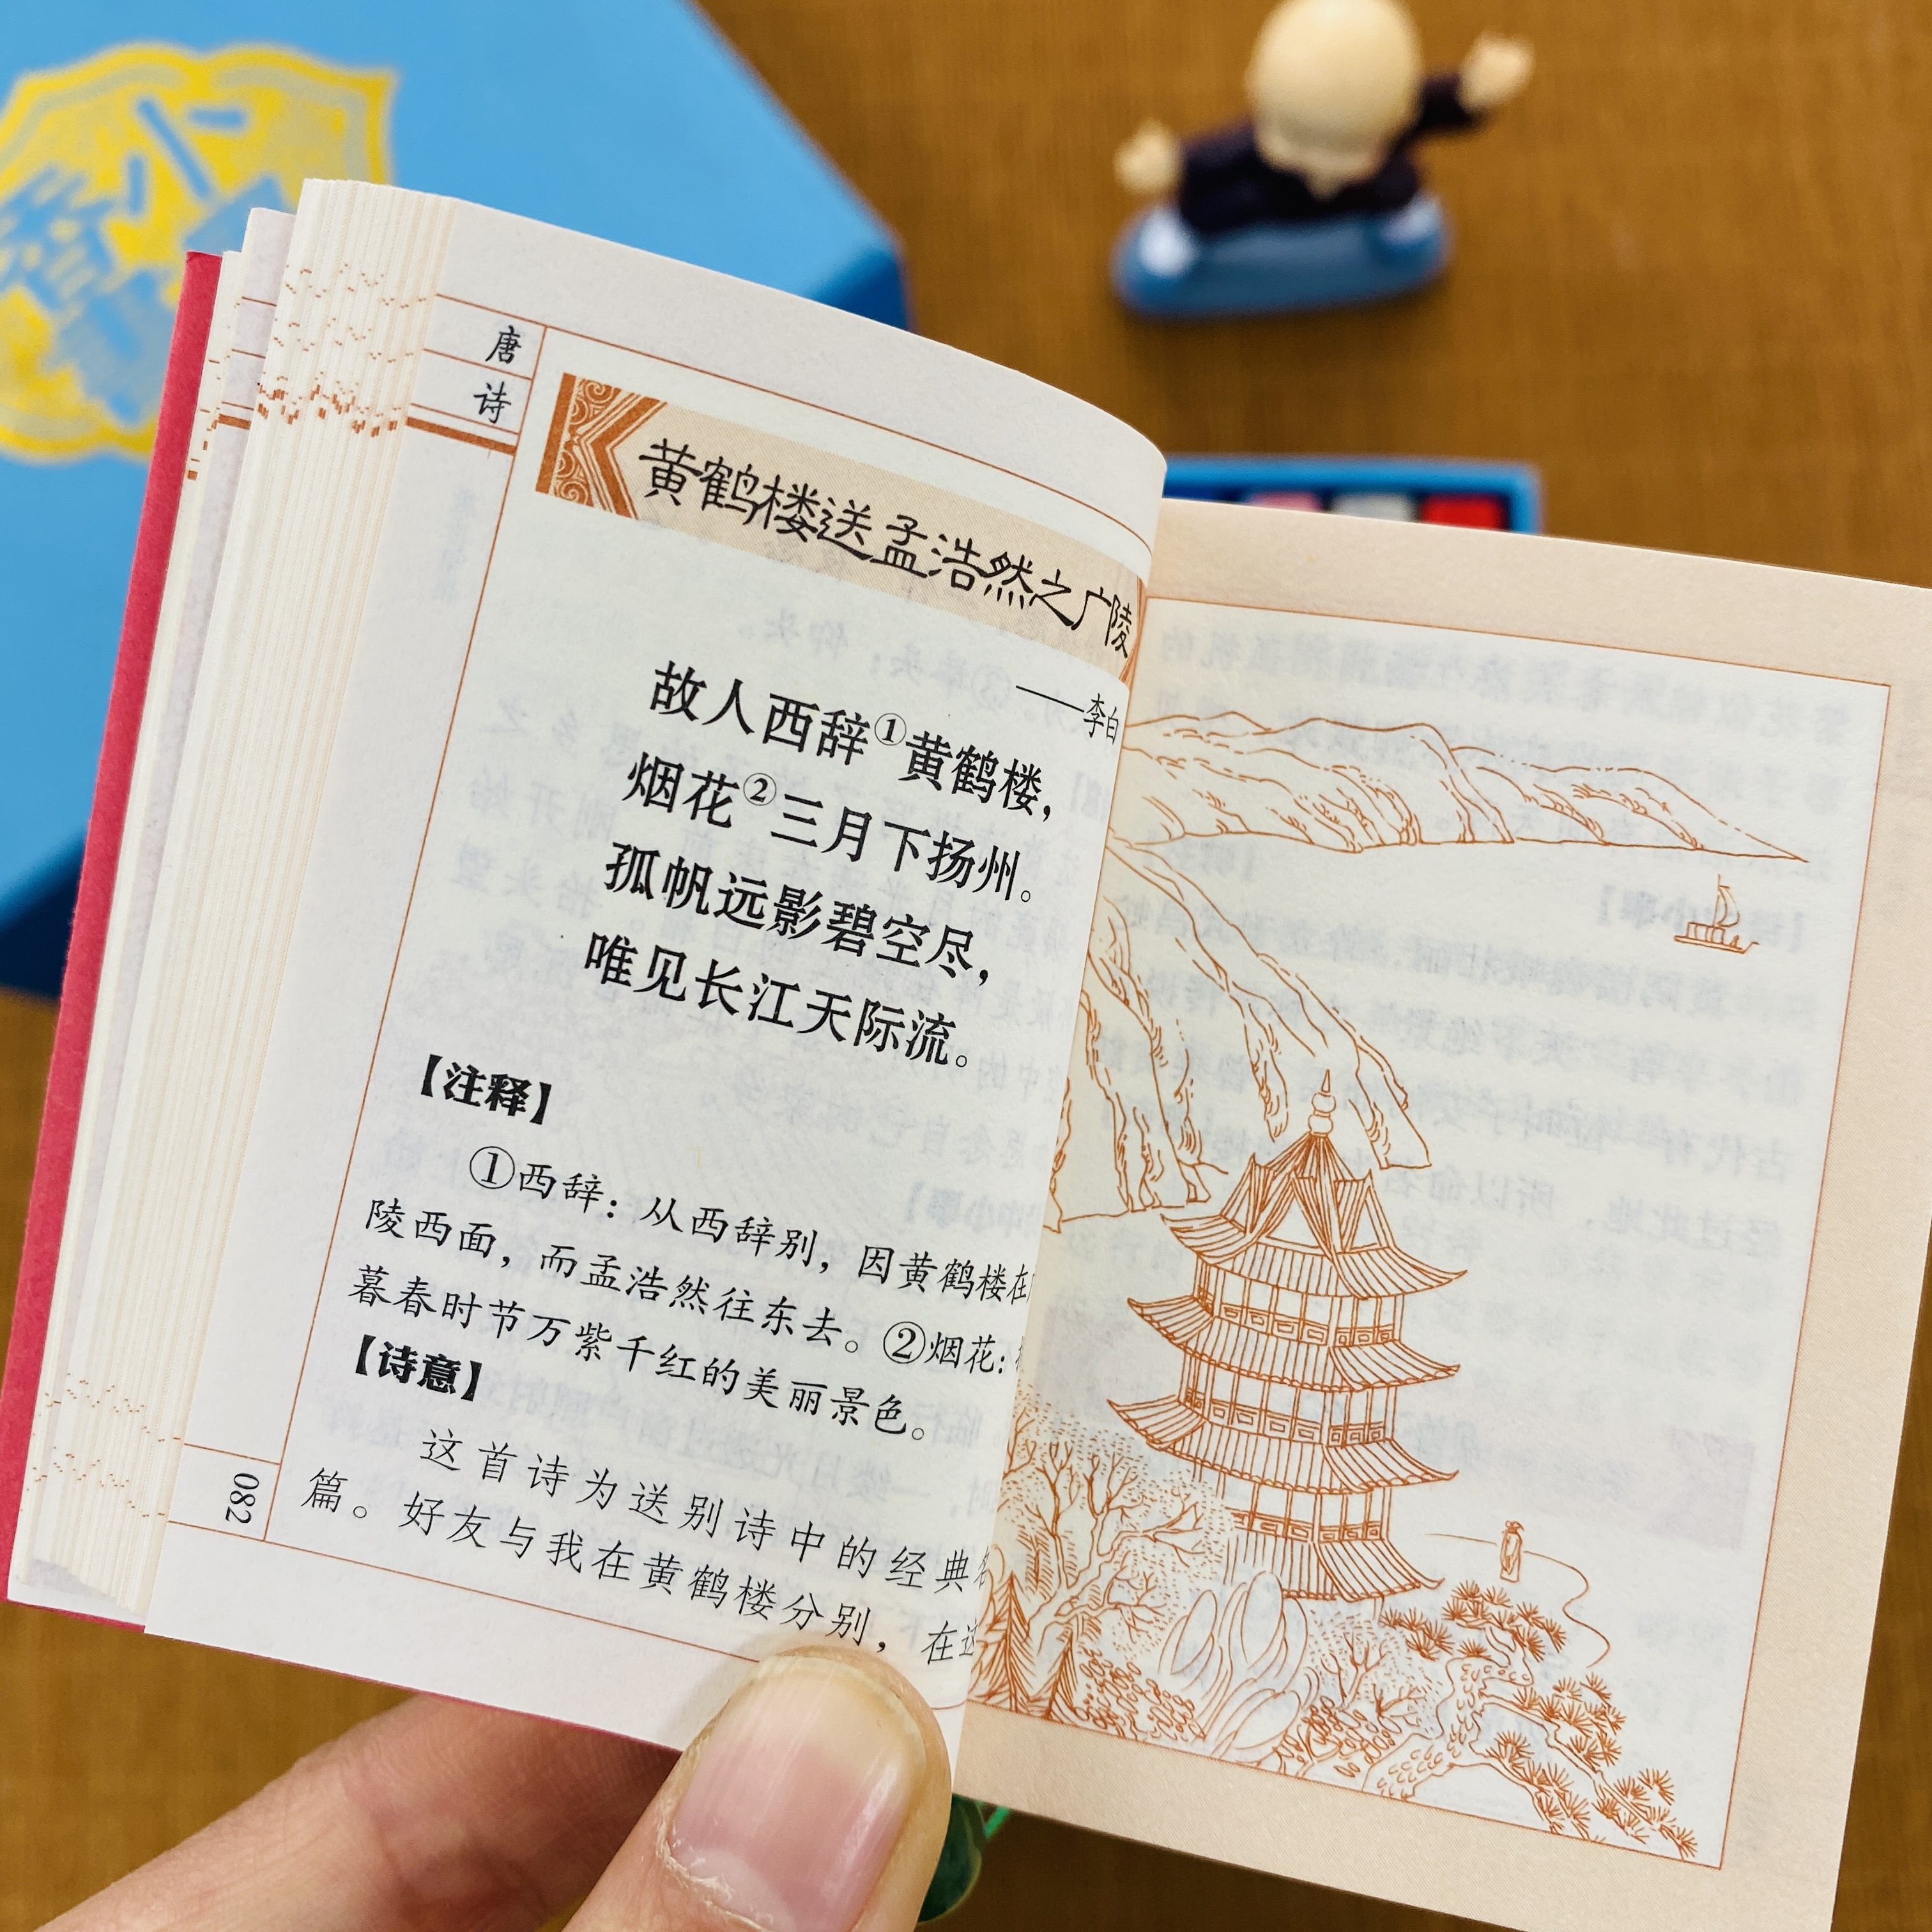 唐诗
黄鹤楼送孟浩然之广陵
——李白
故人西辞①黄鹤楼,
烟花②三月下扬州。
孤帆远影碧空尽,
唯见长江天际流。
【注释】
①西辞：从西辞别，因黄鹤楼在
陵西面，而孟浩然往东去。②烟花：
暮春时节万紫千红的美丽景色。
【诗意】
这首诗为送别诗中的经典
篇。好友与我在黄鹤楼分别，在这
082